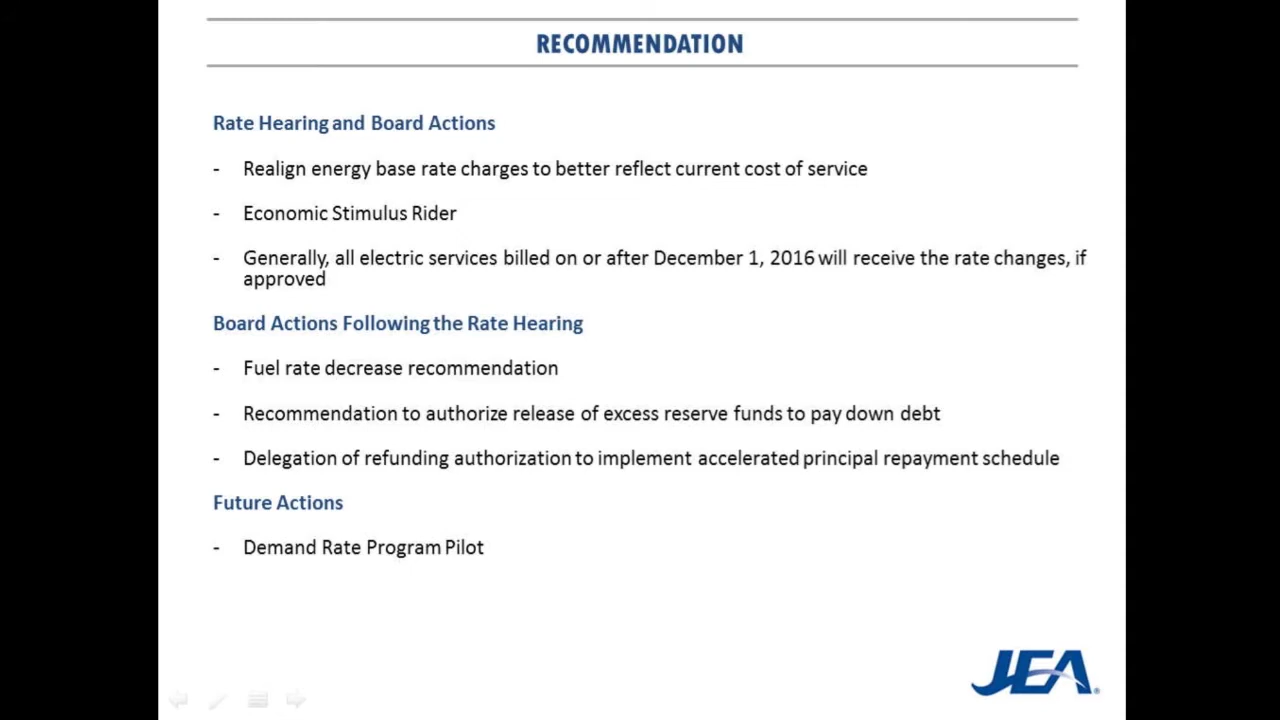 RECOMMENDATION
Rate Hearing and Board Actions
- Realign energy base rate charges to better reflect current cost of service
- Economic Stimulus Rider
- Generally, all electric services billed on or after December 1, 2016 will receive the rate changes, if
approved
Board Actions Following the Rate Hearing
- Fuel rate decrease recommendation
- Recommendation to authorize release of excess reserve funds to pay down debt
- Delegation of refunding authorization to implement accelerated principal repayment schedule
Future Actions
- Demand Rate Program Pilot
JEA®